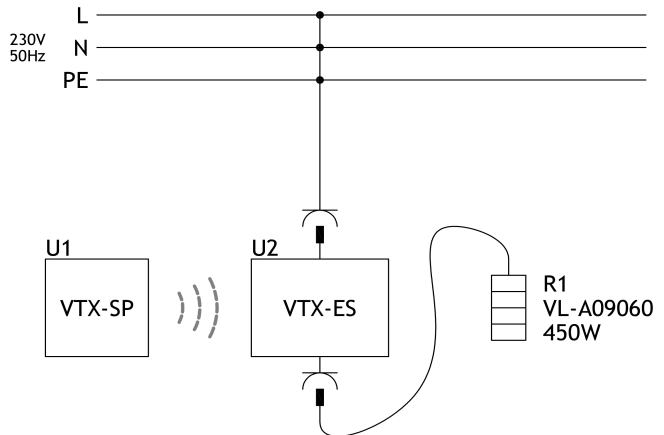 L
230V
50Hz
N
PE
U1
U2
VTX-SP
VTX-ES
R1
VL-A09060
450W